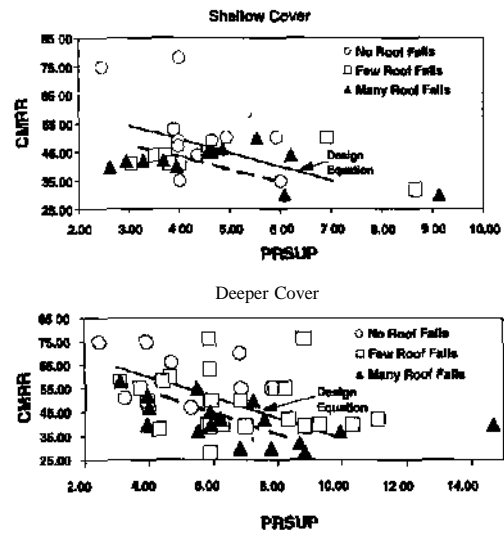 Shallow Cover
85.00
75.00
65.00
55.00
45.00
35.00
25.00
CMRR
○ No Roof Falls
□ Few Roof Falls
▲ Many Roof Falls
Design
Equation
2.00 3.00 4.00 5.00 6.00 7.00 8.00 9.00 10.00
PRSUP
Deeper Cover
85.00
75.00
65.00
55.00
45.00
35.00
25.00
CMRR
○ No Roof Falls
□ Few Roof Falls
▲ Many Roof Falls
Design
Equation
2.00 4.00 6.00 8.00 10.00 12.00 14.00
PRSUP